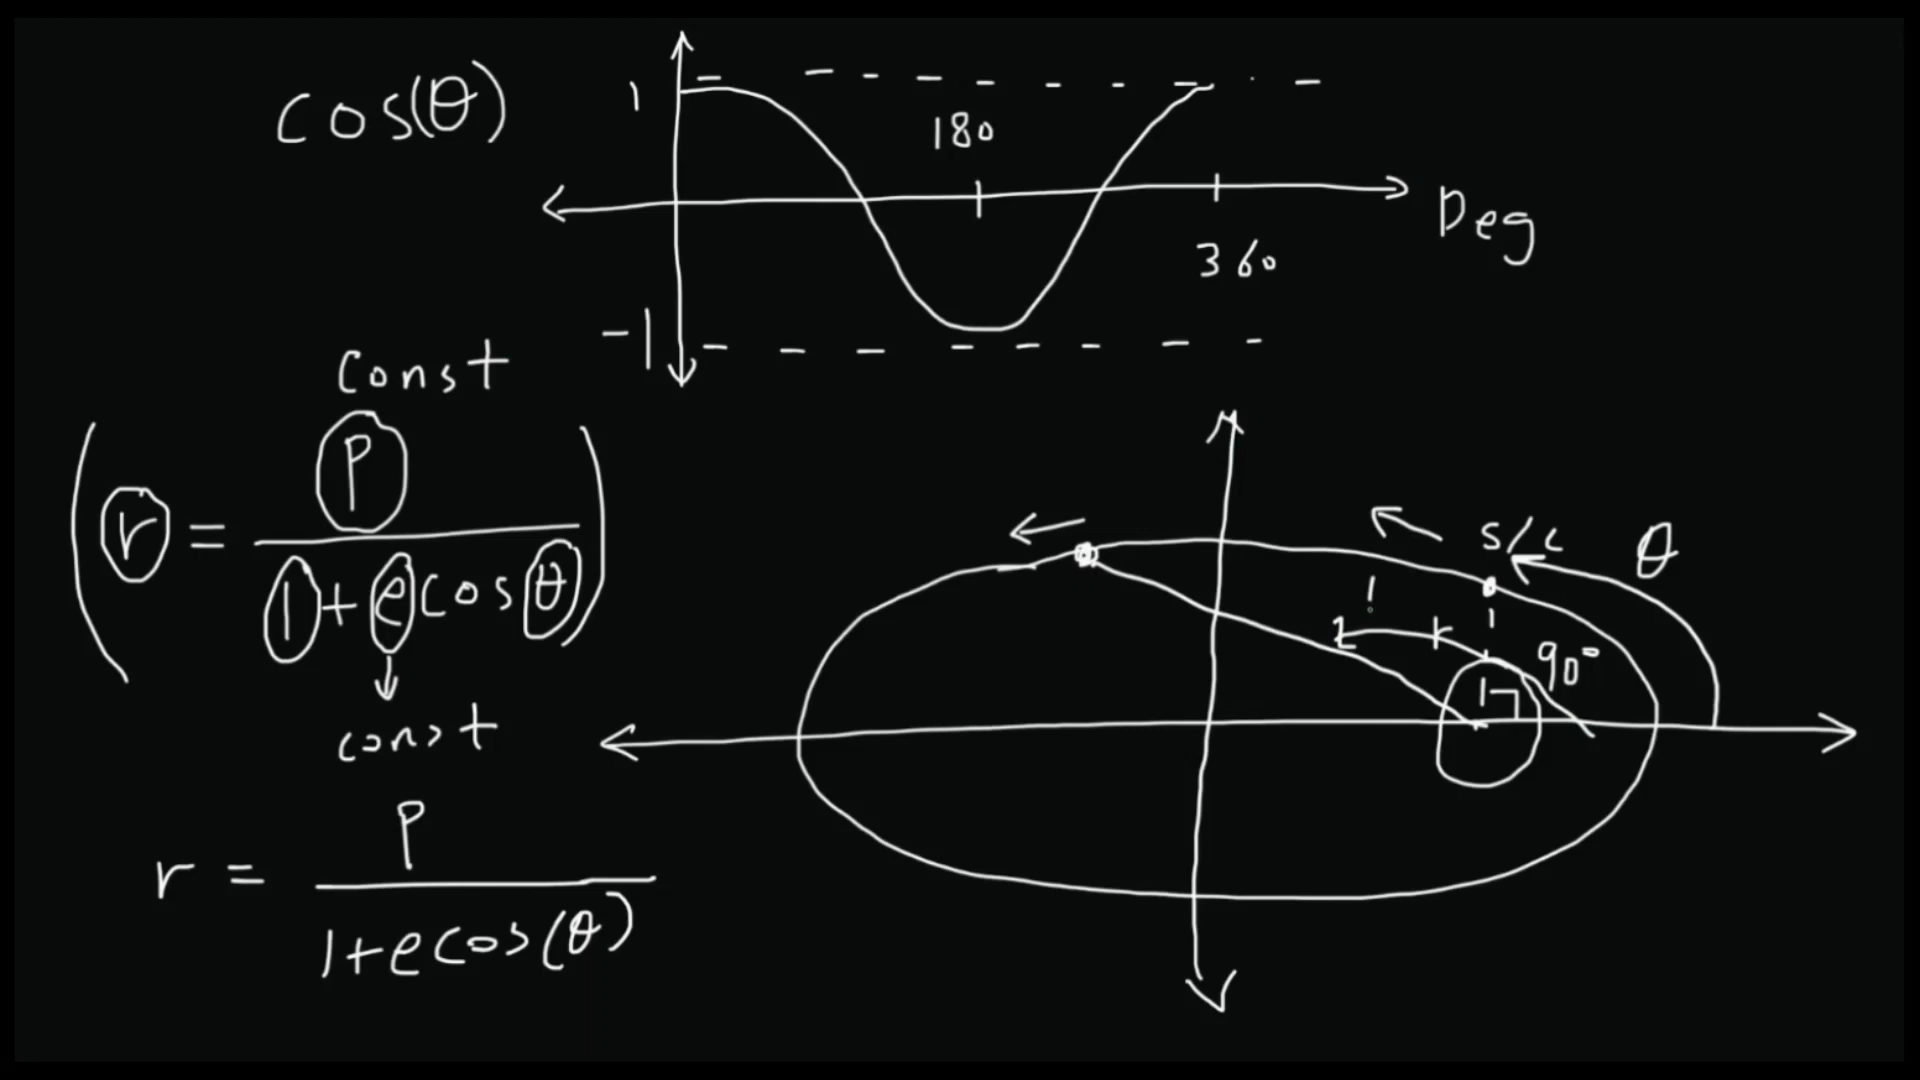 cos(θ)
1
180
Deg
360
-1
const
r = p / 1 + e cos θ
const
s/c θ
90°
r = p / 1+e cos(θ)